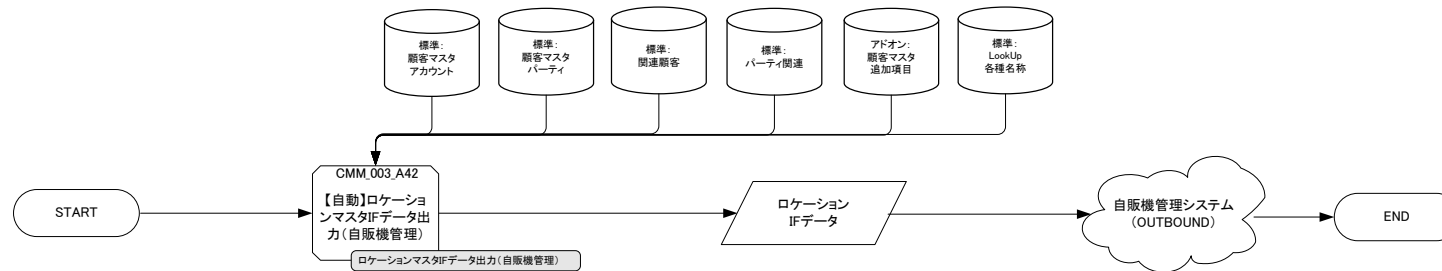 標準：
顧客マスタ
アカウント
標準：
顧客マスタ
パーティ
標準：
関連顧客
標準：
パーティ関連
アドオン：
顧客マスタ
追加項目
標準：
LookUp
各種名称
START
CMM_003_A42
【自動】ロケーショ
ンマスタIFデータ出
力（自販機管理）
ロケーションマスタIFデータ出力（自販機管理）
ロケーション
IFデータ
自販機管理システム
（OUTBOUND）
END